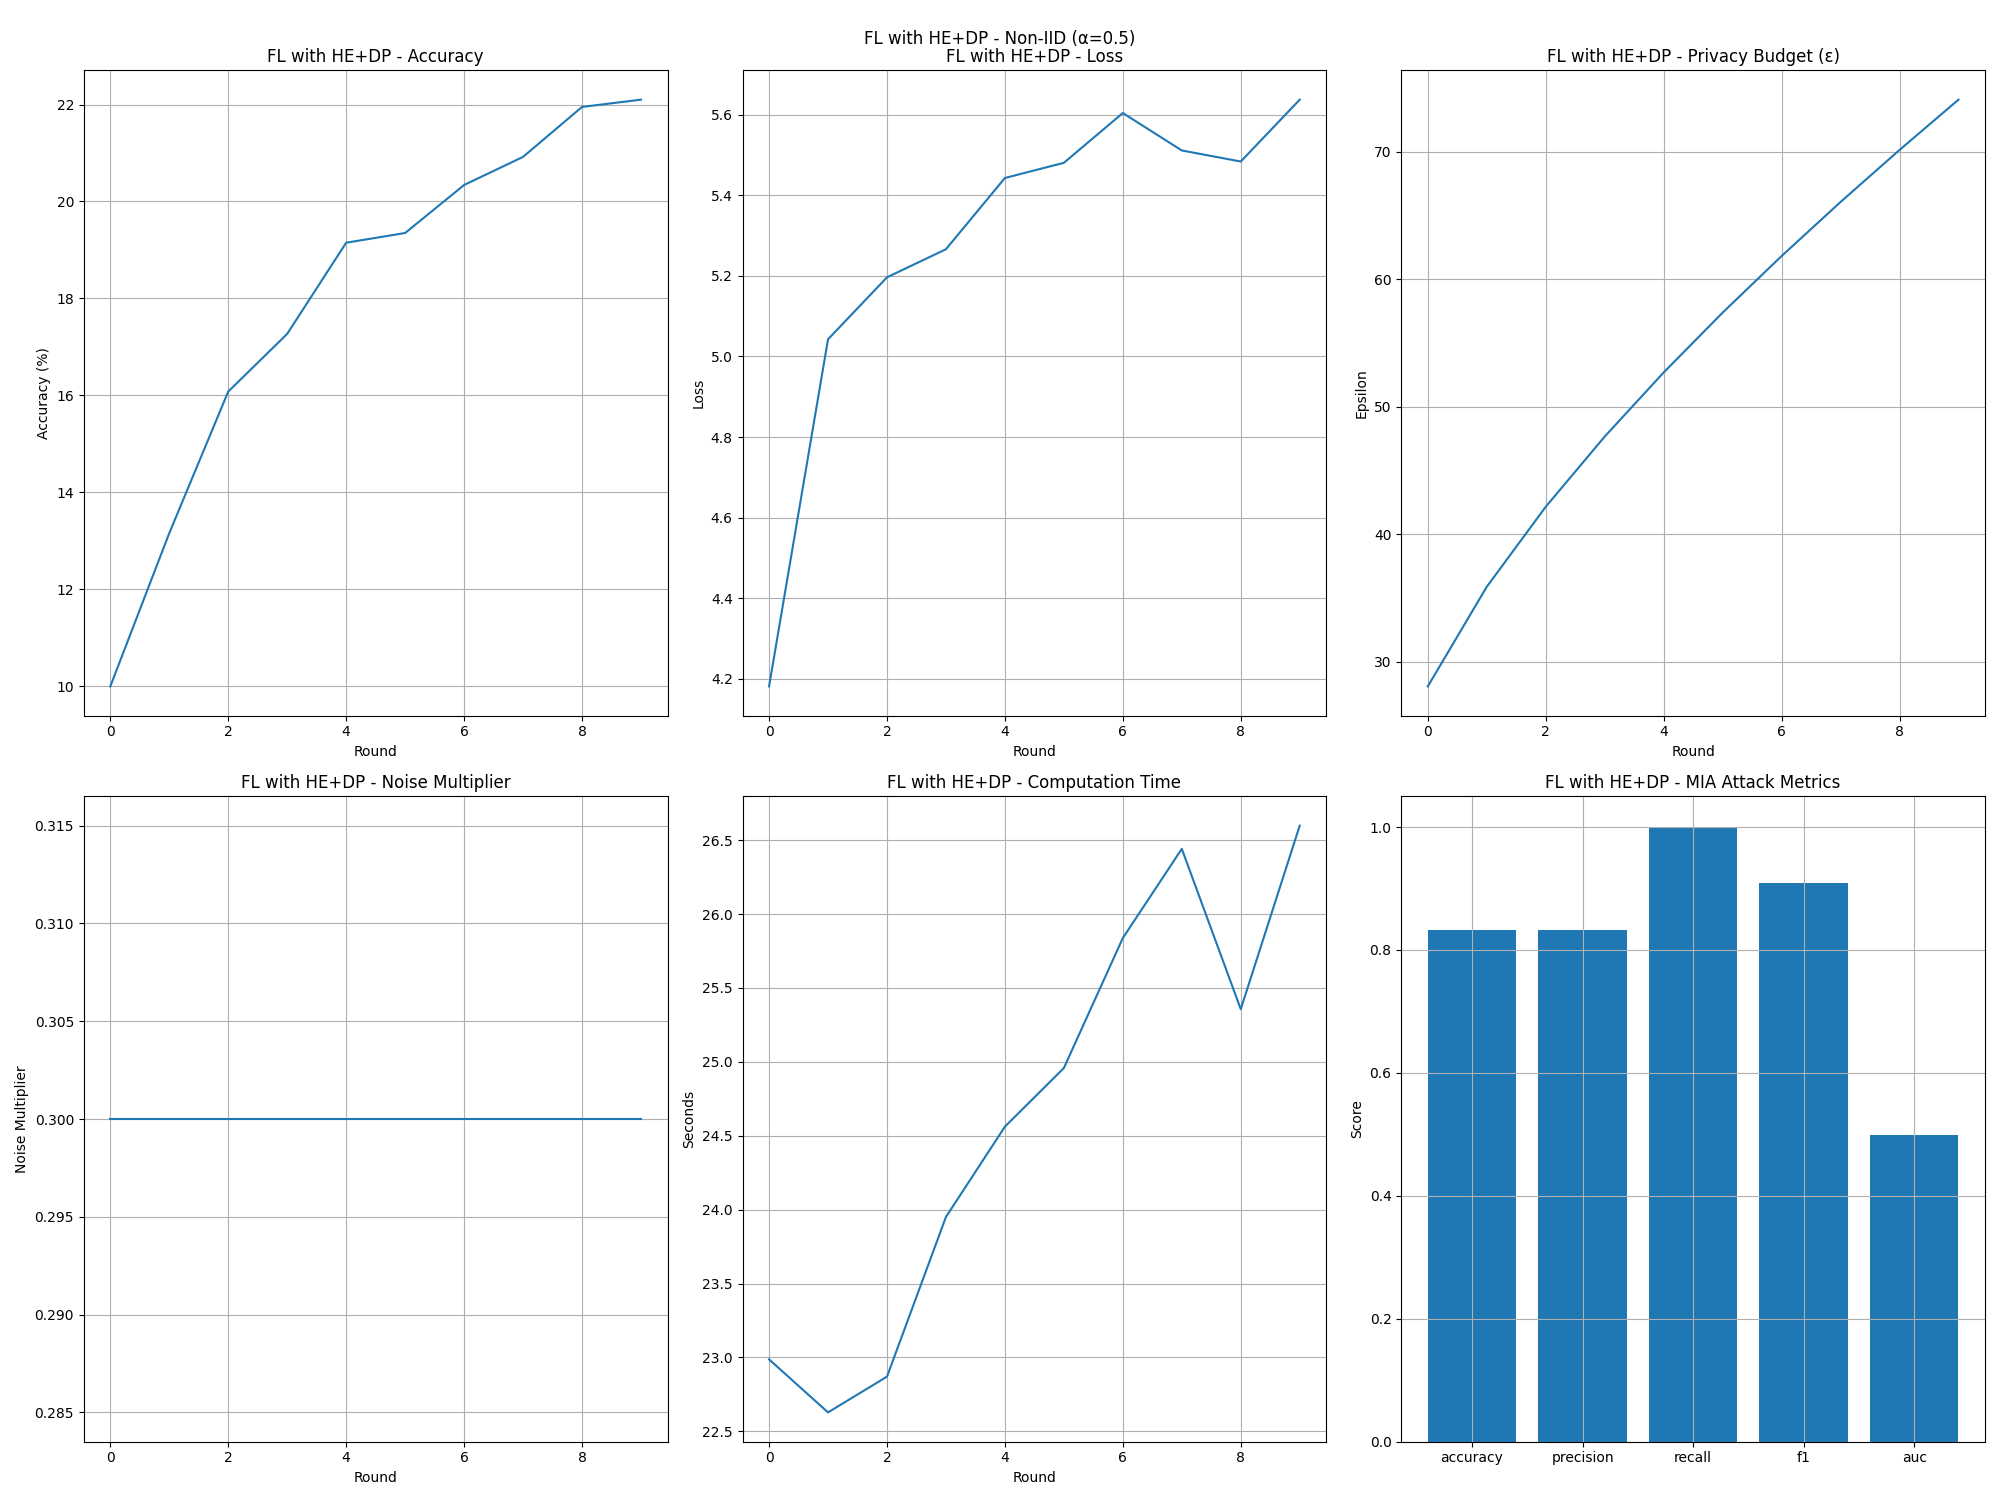 FL with HE+DP - Non-IID (α=0.5)
FL with HE+DP - Accuracy
22
20
18
16
14
12
10
Accuracy (%)
0 2 4 6 8
Round
FL with HE+DP - Loss
5.6
5.4
5.2
5.0
4.8
4.6
4.4
4.2
Loss
0 2 4 6 8
Round
FL with HE+DP - Privacy Budget (ε)
70
60
50
40
30
Epsilon
0 2 4 6 8
Round
FL with HE+DP - Noise Multiplier
0.315
0.310
0.305
0.300
0.295
0.290
0.285
Noise Multiplier
0 2 4 6 8
Round
FL with HE+DP - Computation Time
26.5
26.0
25.5
25.0
24.5
24.0
23.5
23.0
22.5
Seconds
0 2 4 6 8
Round
FL with HE+DP - MIA Attack Metrics
1.0
0.8
0.6
0.4
0.2
0.0
Score
accuracy precision recall f1 auc